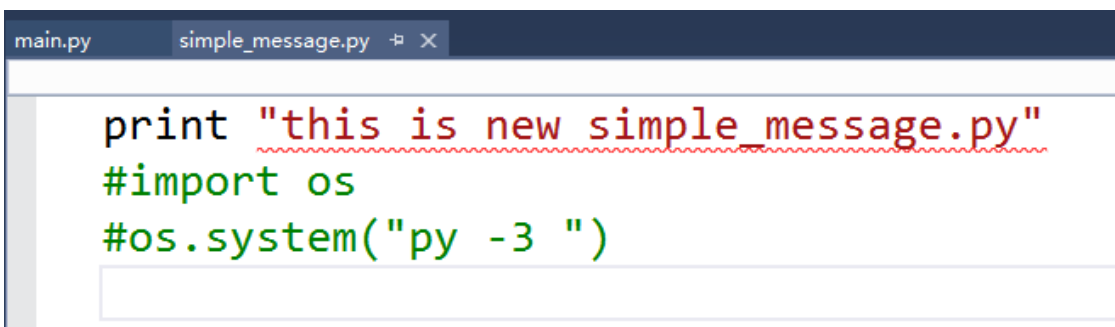 main.py simple_message.py
print "this is new simple_message.py"
#import os
#os.system("py -3 ")